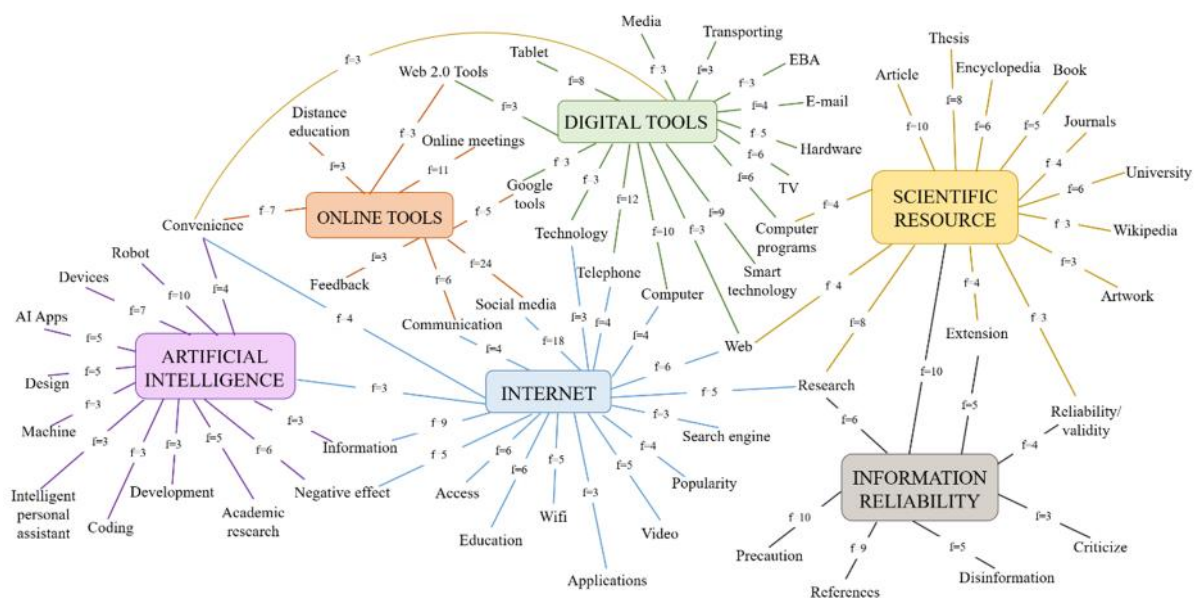 Media
Transporting
Thesis
Tablet
f=3
Web 2.0 Tools
f=8
f 3
f=3
EBA
f 3
Article
Encyclopedia
Book
f=8
E-mail
f=4
f=3
Distance
education
DIGITAL TOOLS
f=10
f=6
f=5
Journals
f 3
Online meetings
f 5
Hardware
f 4
f=3
f=11
f 3
f 3
f=6
TV
f=6
University
SCIENTIFIC
RESOURCE
f=6
Google
tools
f=12
f=9
f=4
f 7
ONLINE TOOLS
f 5
Computer
programs
f 3
Wikipedia
Convenience
Technology
f=10
f=3
Robot
f=3
f=24
Telephone
Smart
technology
f 4
f=3
Artwork
Devices
f=10
f=4
Feedback
f=6
Social media
Computer
f=4
AI Apps
f=7
f 4
Communication
f=3
f=4
f=8
Extension
f 3
f=5
ARTIFICIAL
INTELLIGENCE
f=4
f=18
f=4
Web
f=6
Design
f=5
f=3
INTERNET
f 5
Research
f=10
f=5
Reliability/
validity
Machine
f=3
f=3
Information
f 9
f=3
Search engine
f=6
f=4
f=3
f 3
f=3
f=5
f=6
f 5
f=6
f=6
f=5
f=5
f=4
Popularity
INFORMATION
RELIABILITY
Intelligent
personal
assistant
Coding
Development
Academic
research
Negative effect
Access
Education
Wifi
f=3
Video
Applications
f 10
Precaution
f 9
References
f=5
Disinformation
f=3
Criticize